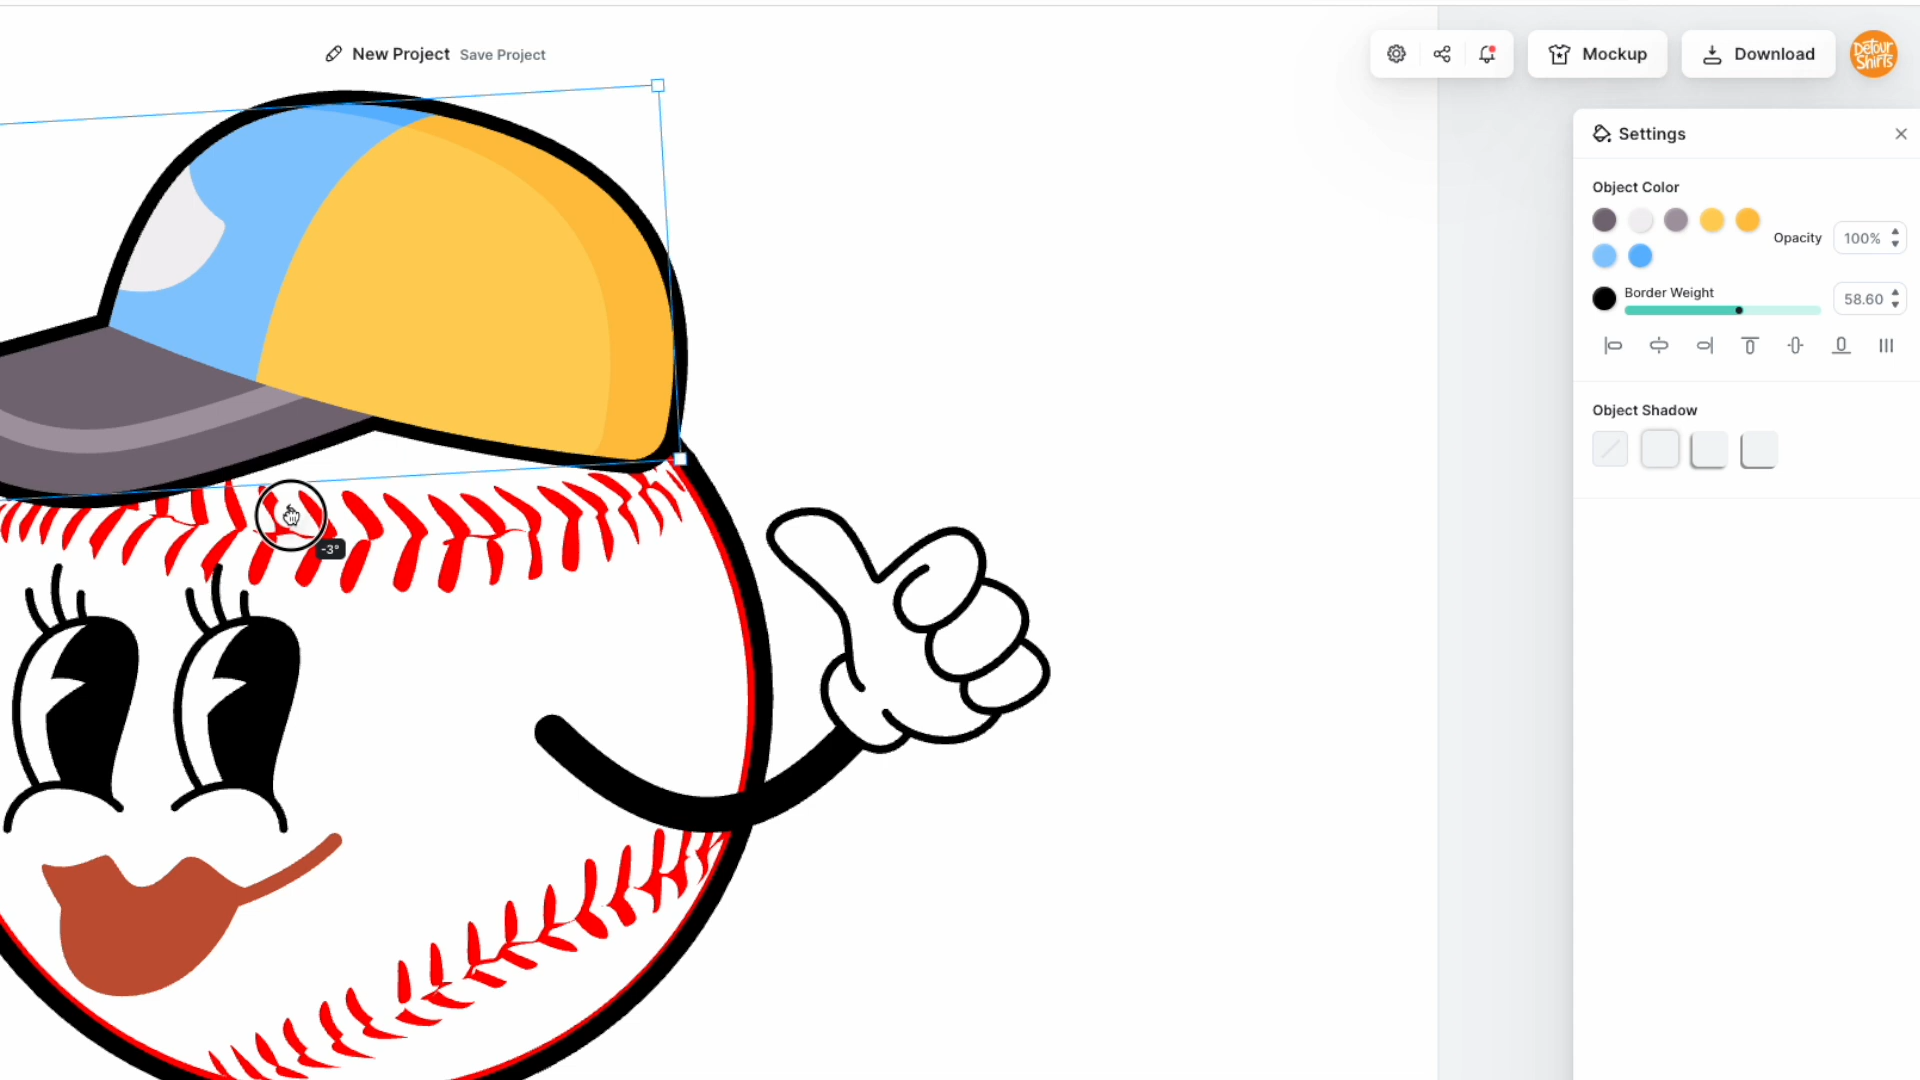 New Project Save Project
Mockup
Download
Detour Shirts
Settings
Object Color
Opacity 100%
Border Weight 58.60
Object Shadow
-3°